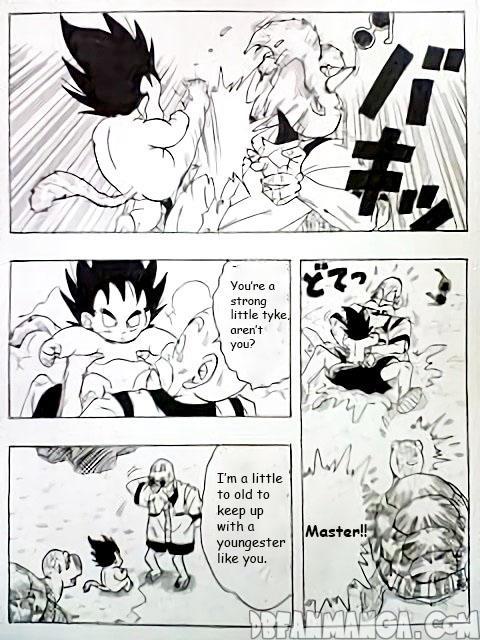 バキッ
どてっ
Master!!
You're a
strong
little tyke,
aren't
you?
I'm a little
to old to
keep up
with a
youngester
like you.
DBFANMANGA.COM